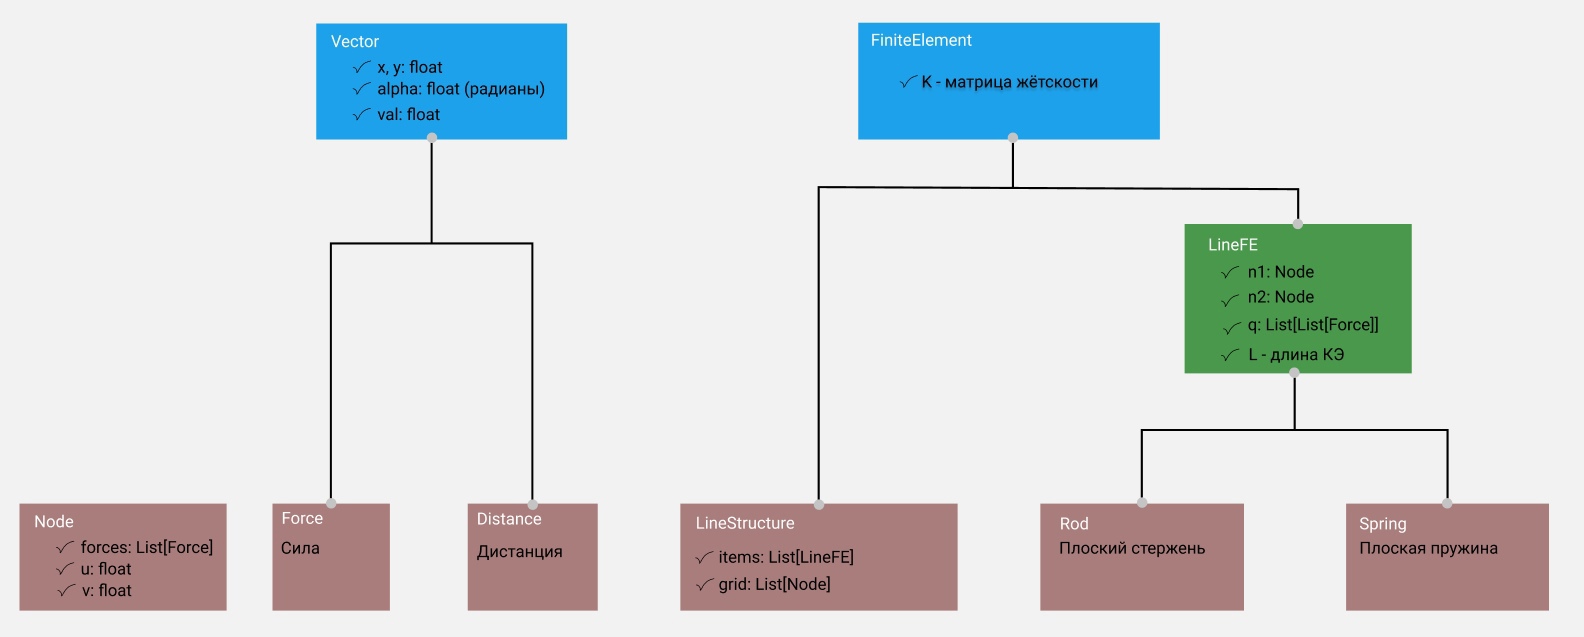 Vector
x, y: float
alpha: float (радианы)
val: float
FiniteElement
K - матрица жётскости
LineFE
n1: Node
n2: Node
q: List[List[Force]]
L - длина КЭ
Node
forces: List[Force]
u: float
v: float
Force
Сила
Distance
Дистанция
LineStructure
items: List[LineFE]
grid: List[Node]
Rod
Плоский стержень
Spring
Плоская пружина